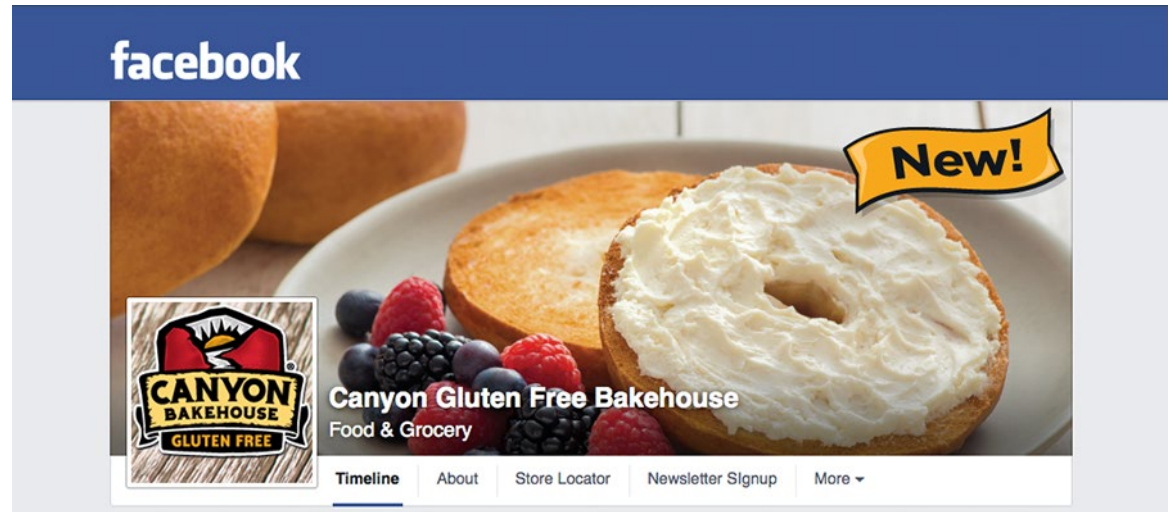 facebook
New!
CANYON
BAKEHOUSE
GLUTEN FREE
Canyon Gluten Free Bakehouse
Food & Grocery
Timeline About Store Locator Newsletter SIgnup More